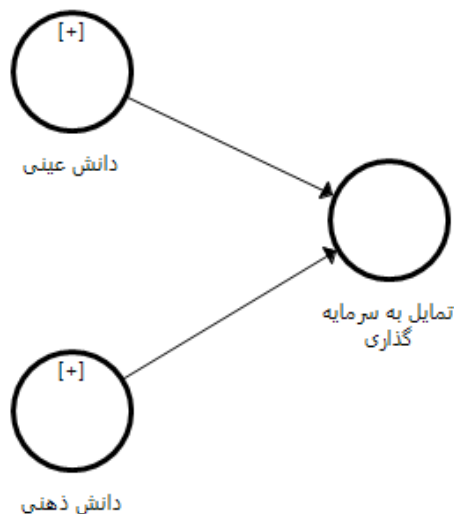 [+]
دانش عینی
تمایل به سرمایه
گذاری
[+]
دانش ذهنی